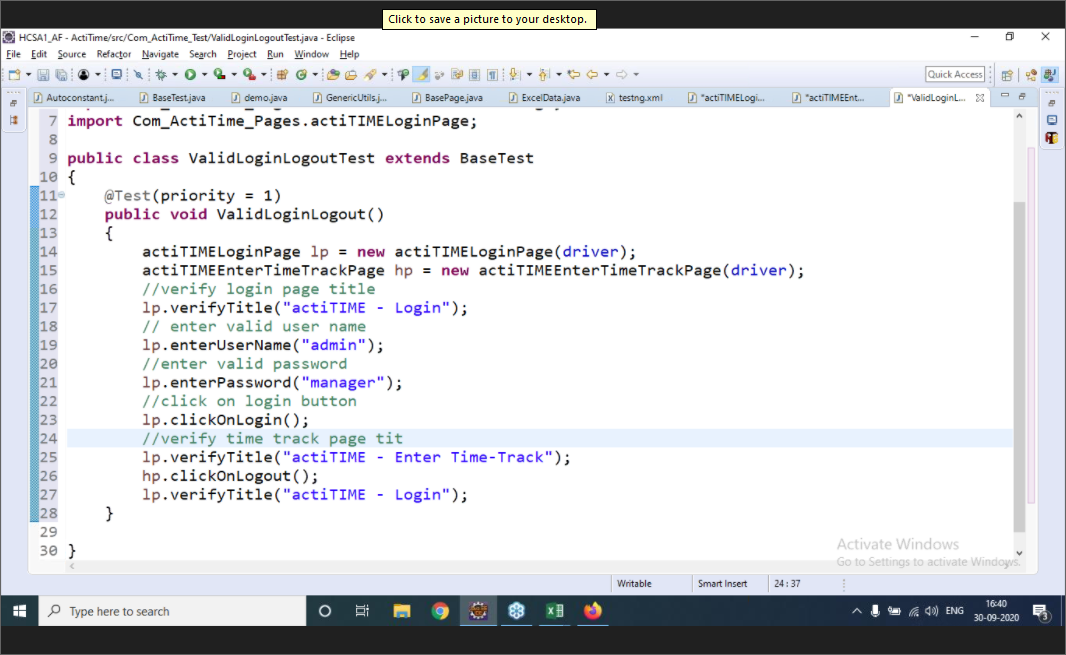 Click to save a picture to your desktop.
HCSA1_AF - ActiTime/src/Com_ActiTime_Test/ValidLoginLogoutTest.java - Eclipse
File Edit Source Refactor Navigate Search Project Run Window Help
Quick Access
Autoconstant.j... BaseTest.java demo.java GenericUtils.j... BasePage.java ExcelData.java testng.xml *actiTIMELogi... *actiTIMEEnt... *ValidLoginL...
7 import Com_ActiTime_Pages.actiTIMELoginPage;
8
9 public class ValidLoginLogoutTest extends BaseTest
10 {
11 @Test(priority = 1)
12 public void ValidLoginLogout()
13 {
14 actiTIMELoginPage lp = new actiTIMELoginPage(driver);
15 actiTIMEEnterTimeTrackPage hp = new actiTIMEEnterTimeTrackPage(driver);
16 //verify login page title
17 lp.verifyTitle("actiTIME - Login");
18 // enter valid user name
19 lp.enterUserName("admin");
20 //enter valid password
21 lp.enterPassword("manager");
22 //click on login button
23 lp.clickOnLogin();
24 //verify time track page tit
25 lp.verifyTitle("actiTIME - Enter Time-Track");
26 hp.clickOnLogout();
27 lp.verifyTitle("actiTIME - Login");
28 }
29
30 }
Activate Windows
Go to Settings to activate Windows.
Writable Smart Insert 24 : 37
Type here to search
ENG
16:40
30-09-2020
3